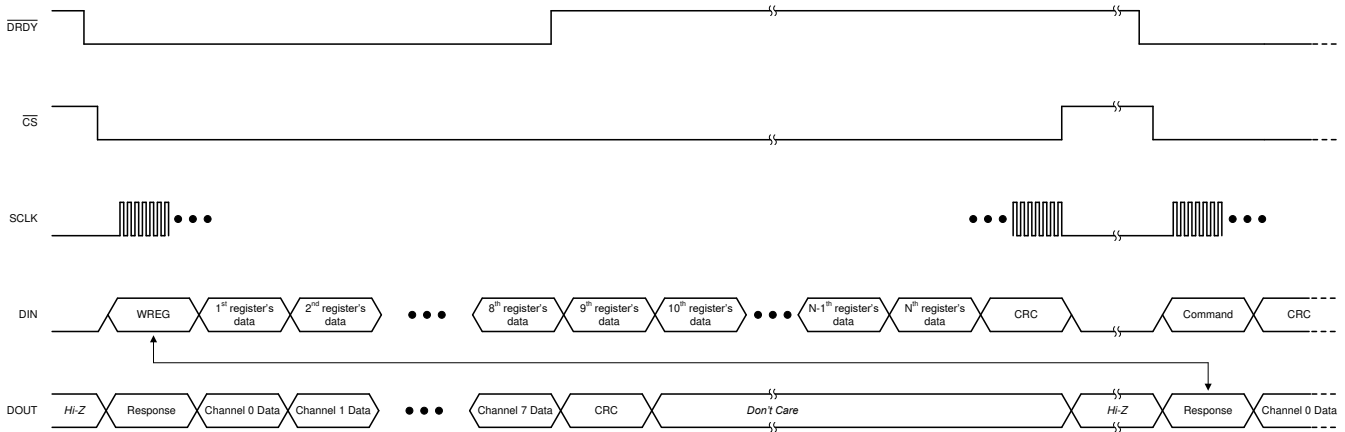 DRDY
CS
SCLK
DIN
WREG
1st register's
data
2nd register's
data
8th register's
data
9th register's
data
10th register's
data
N-1th register's
data
Nth register's
data
CRC
Command
CRC
DOUT
Hi-Z
Response
Channel 0 Data
Channel 1 Data
Channel 7 Data
CRC
Don't Care
Hi-Z
Response
Channel 0 Data